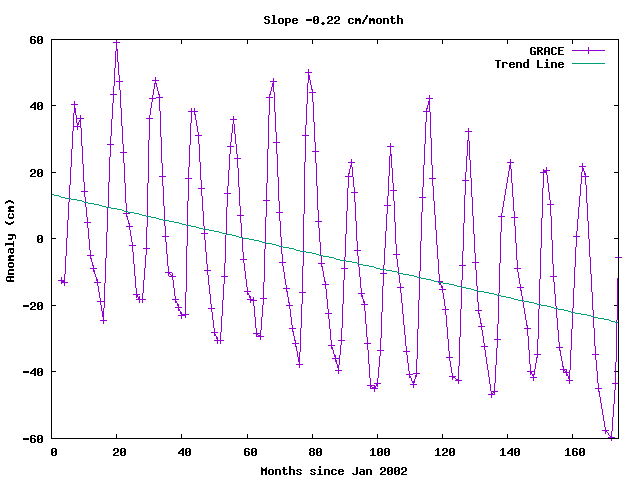 Slope -0.22 cm/month
GRACE
Trend Line
60
40
20
0
-20
-40
-60
Anomaly (cm)
0 20 40 60 80 100 120 140 160 174
Months since Jan 2002